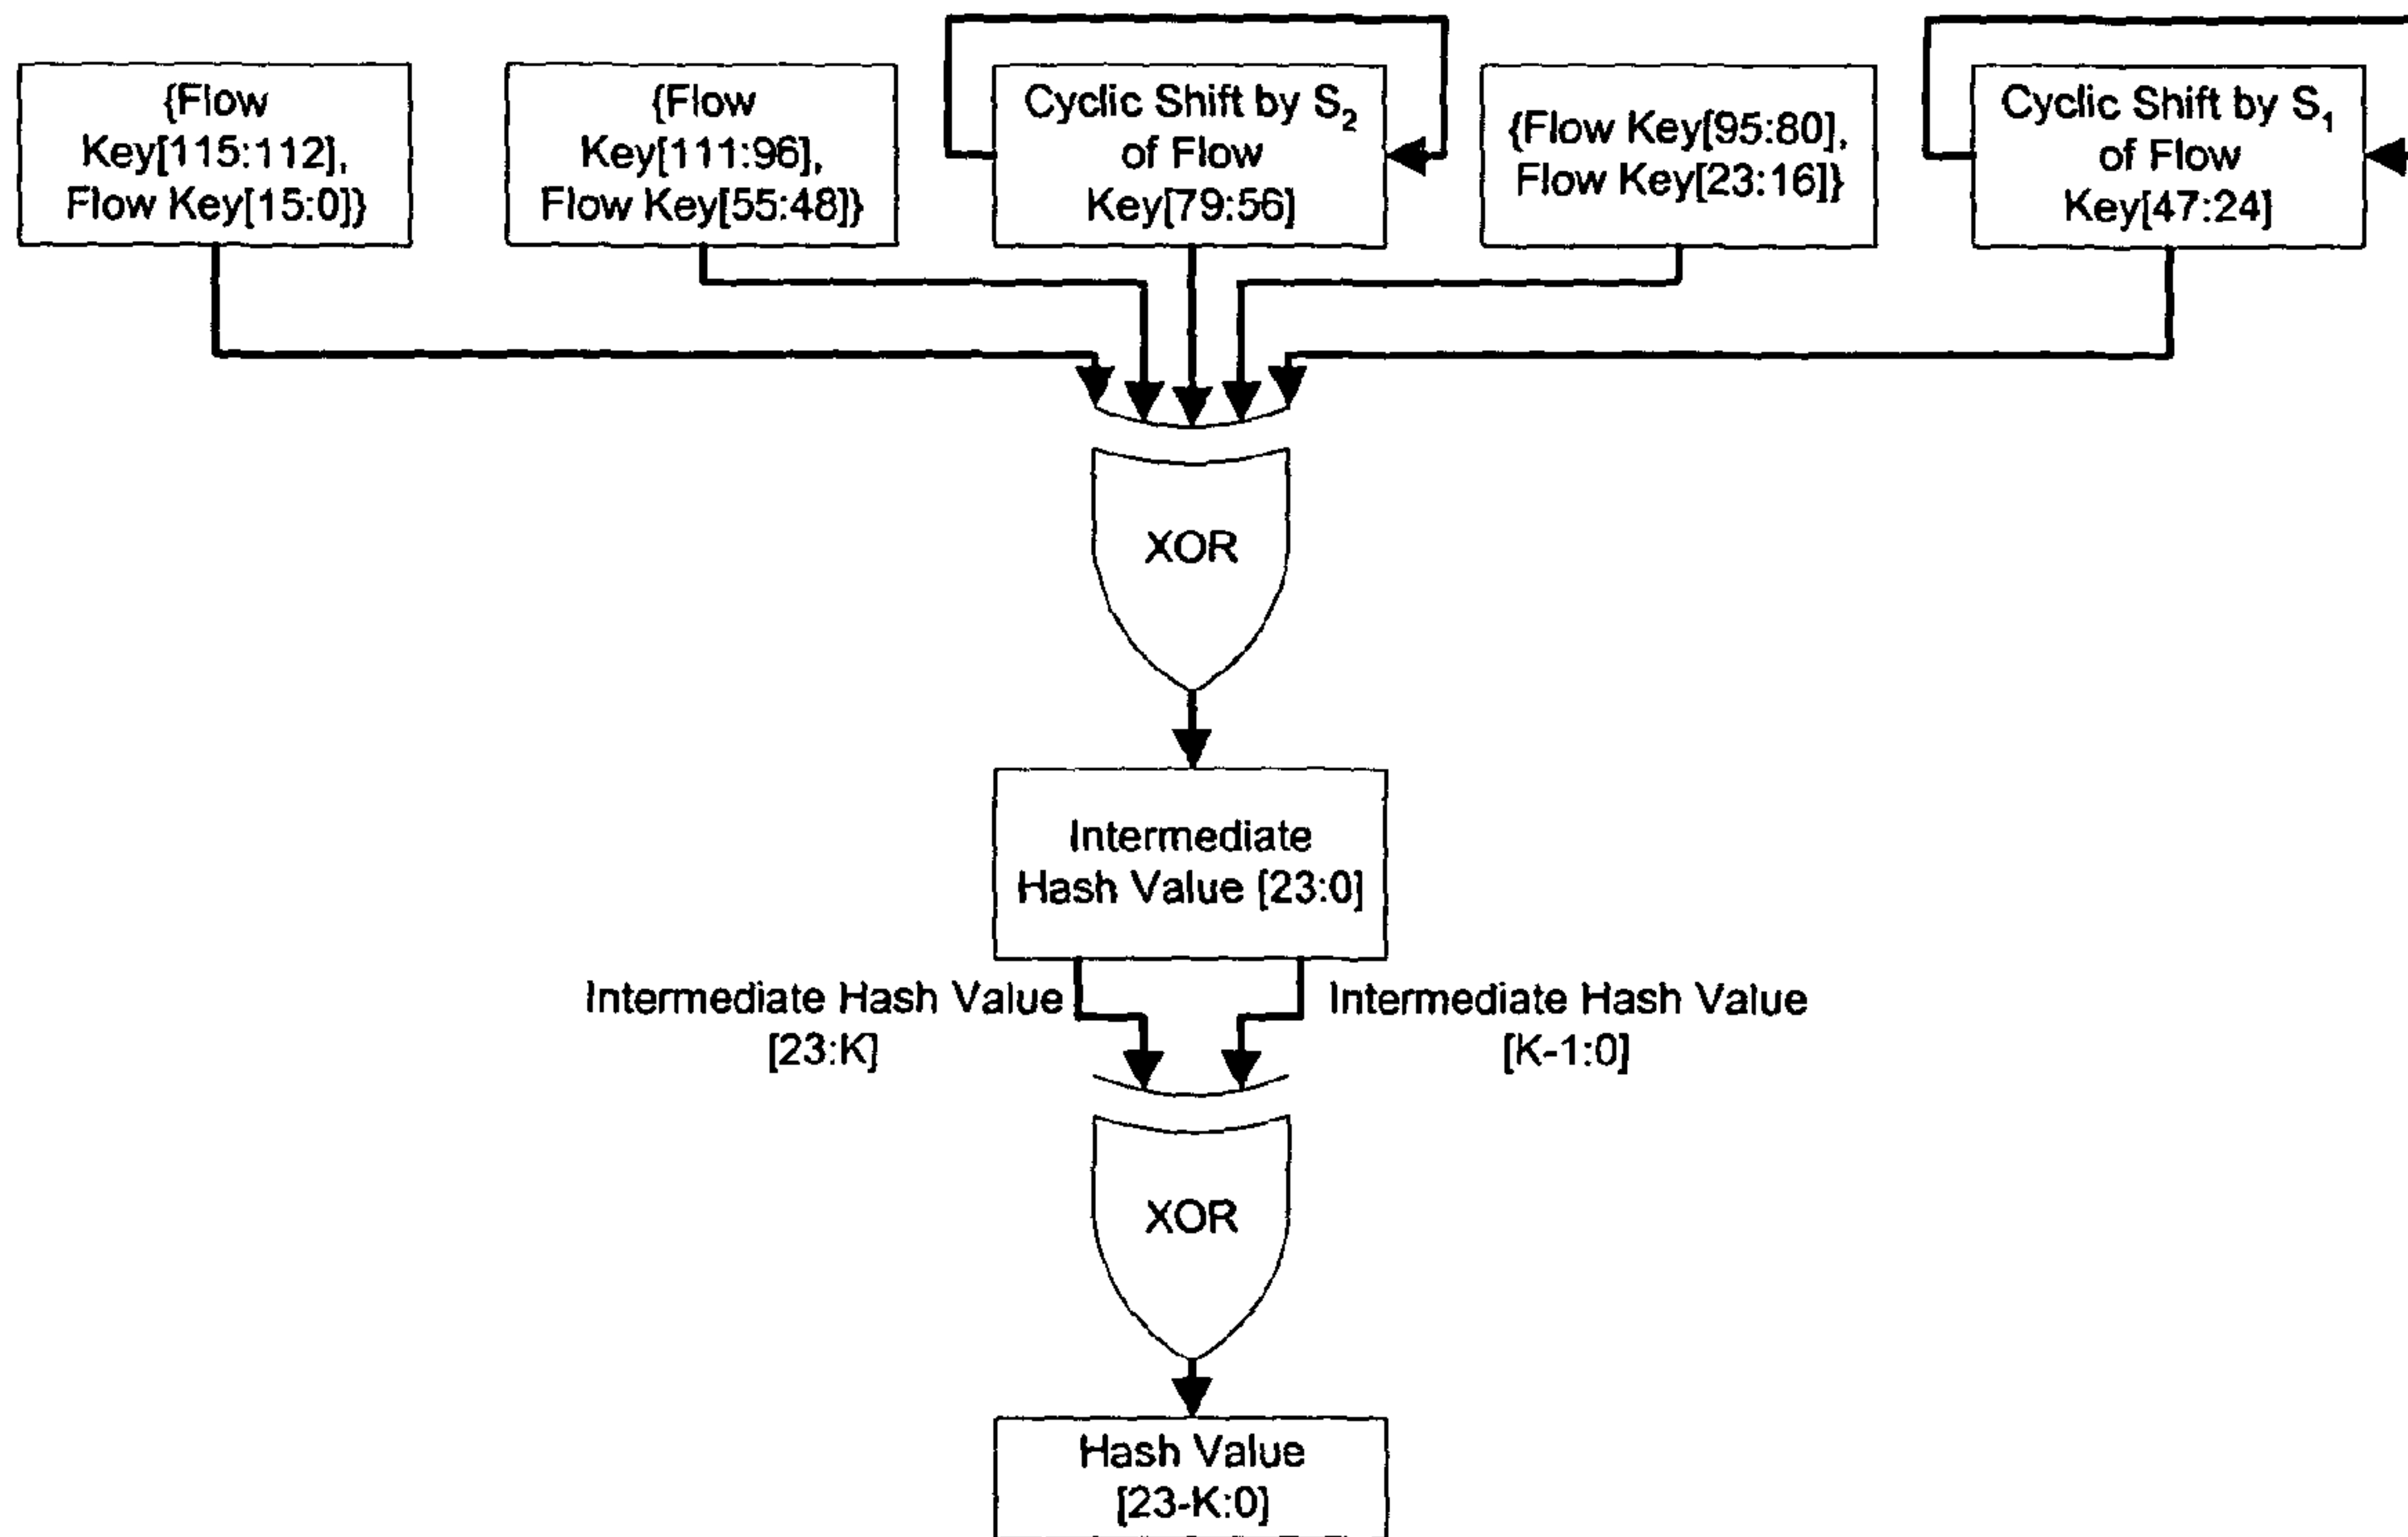 {Flow
Key[115:112],
Flow Key[15:0]}
{Flow
Key[111:96],
Flow Key[55:48]}
Cyclic Shift by S₂
of Flow
Key[79:56]
{Flow Key[95:80],
Flow Key[23:16]}
Cyclic Shift by S₁
of Flow
Key[47:24]
XOR
Intermediate
Hash Value [23:0]
Intermediate Hash Value
[23:K]
Intermediate Hash Value
[K-1:0]
XOR
Hash Value
[23-K:0]